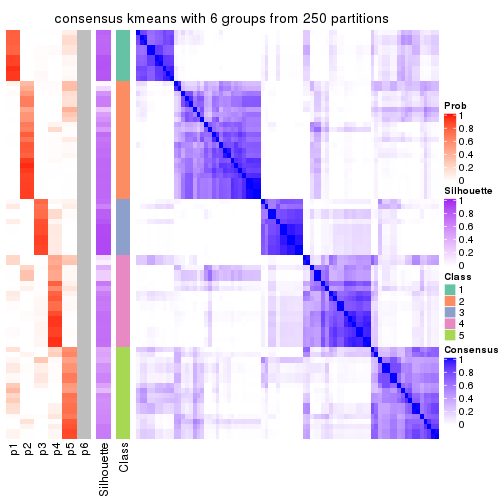 consensus kmeans with 6 groups from 250 partitions
Prob
1
0.8
0.6
0.4
0.2
0
Silhouette
1
0.8
0.6
0.4
0.2
0
Class
1
2
3
4
5
Consensus
1
0.8
0.6
0.4
0.2
0
p1
p2
p3
p4
p5
p6
Silhouette
Class